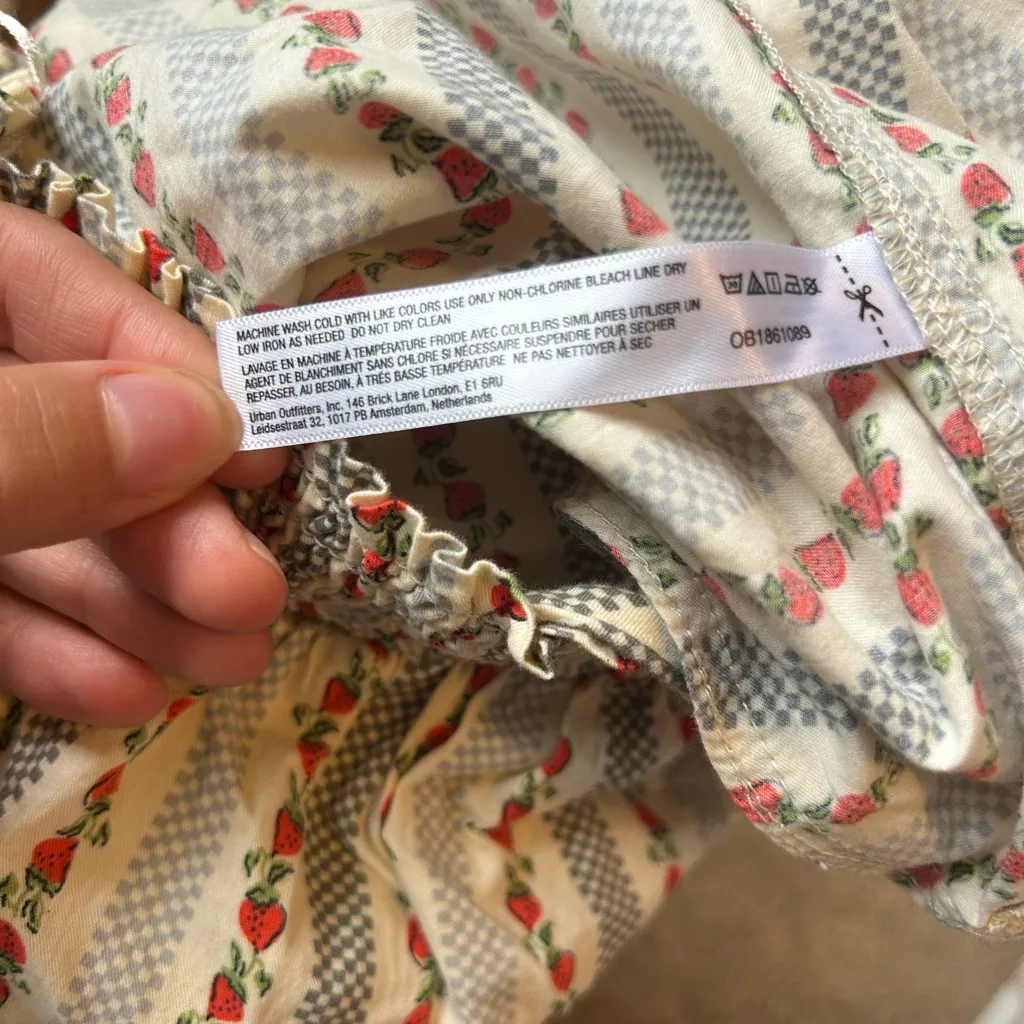 MACHINE WASH COLD WITH LIKE COLORS USE ONLY NON-CHLORINE BLEACH LINE DRY
LOW IRON AS NEEDED DO NOT DRY CLEAN
LAVAGE EN MACHINE À TEMPÉRATURE FROIDE AVEC COULEURS SIMILAIRES UTILISER UN
AGENT DE BLANCHIMENT SANS CHLORE SI NÉCESSAIRE SUSPENDRE POUR SECHER
REPASSER, AU BESOIN, À TRÉS BASSE TEMPÉRATURE NE PAS NETTOYER À SEC
Urban Outfitters, Inc. 146 Brick Lane London, E1 6RU
Leidsestraat 32, 1017 PB Amsterdam, Netherlands
30
OB1861089